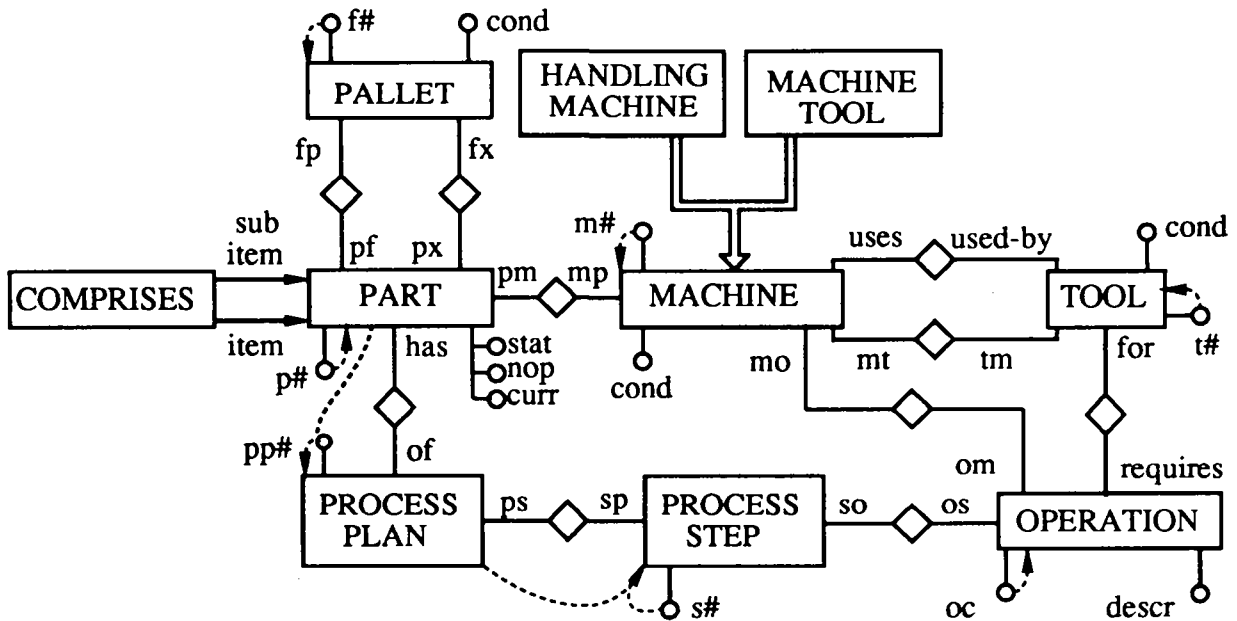 f# cond
HANDLING
MACHINE
MACHINE
TOOL
PALLET
fp fx
sub
item
pf px
m#
uses used-by
cond
COMPRISES
PART
pm mp
MACHINE
TOOL
item
p#
has
stat
nop
curr
cond
mo
mt tm
for
t#
pp#
of
om
requires
PROCESS
PLAN
ps sp
PROCESS
STEP
so os
OPERATION
s#
oc
descr